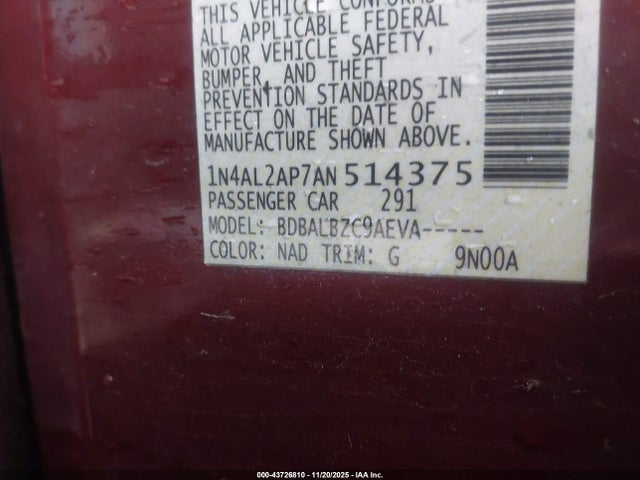 THIS VEHICLE CONFORMS
ALL APPLICABLE FEDERAL
MOTOR VEHICLE SAFETY,
BUMPER, AND THEFT
PREVENTION STANDARDS IN
EFFECT ON THE DATE OF
MANUFACTURE SHOWN ABOVE.
1N4AL2AP7AN514375
PASSENGER CAR 291
MODEL: BDBALBZC9AEVA-----
COLOR: NAD TRIM: G 9N00A
000-43726810 - 11/20/2025 - IAA Inc.